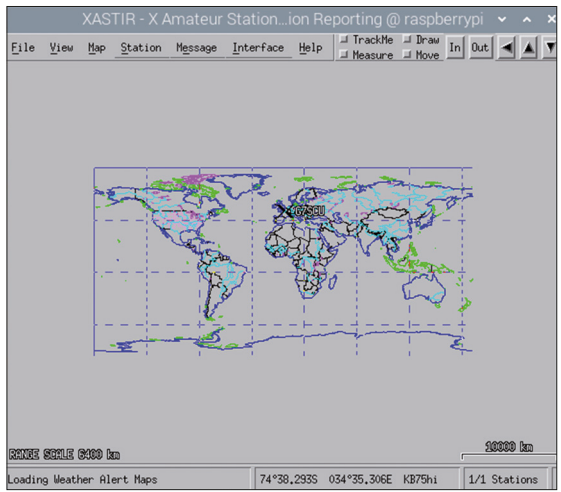 XASTIR - X Amateur Station...ion Reporting @ raspberrypi
File View Map Station Message Interface Help TrackMe Draw In Out
Measure Move
RANGE SCALE 6400 km
10000 km
Loading Weather Alert Maps 74°38.293S 034°35.306E KB75hi 1/1 Stations